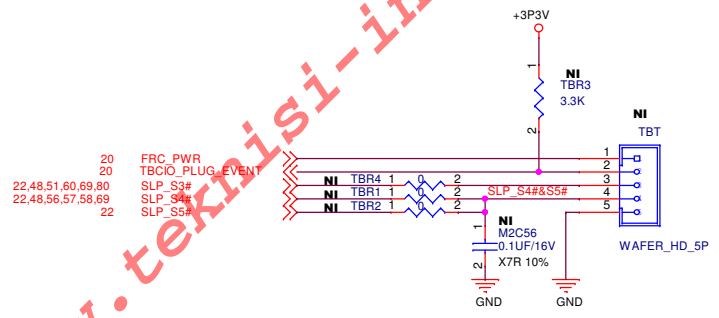 +3P3V
1
NI
TBR3
3.3K
2
NI
TBT
20 FRC_PWR 1
20 TBCIO_PLUG_EVENT 2
22,48,51,60,69,80 SLP_S3# NI TBR4 1 0 2 3
22,48,56,57,58,69 SLP_S4# NI TBR1 1 0 2 SLP_S4#&S5# 4
22 SLP_S5# NI TBR2 1 0 2 5
1
NI
M2C56
0.1UF/16V
X7R 10%
2
WAFER_HD_5P
GND GND
.teknisi-in